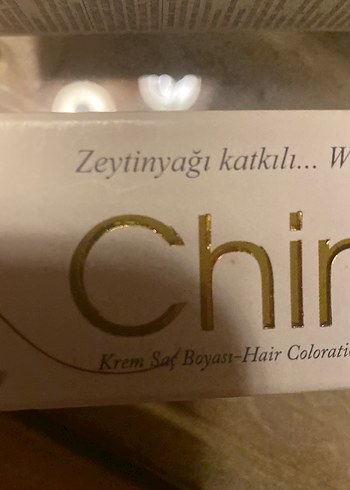 Zeytinyağı katkılı... W
Chin
Krem Saç Boyası-Hair Coloratio